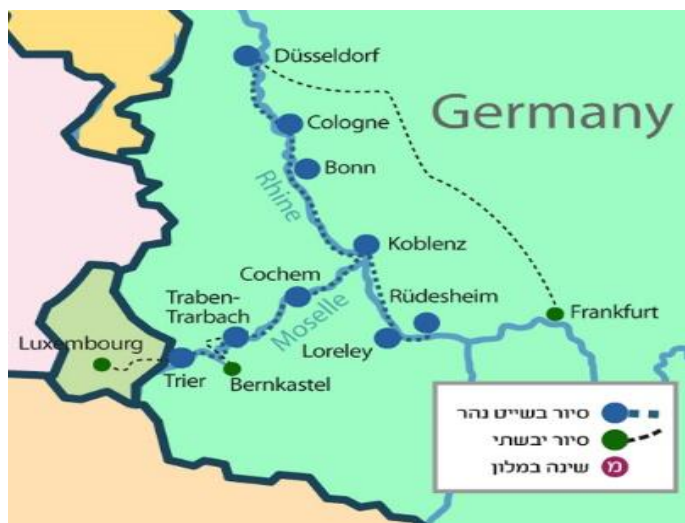 Düsseldorf
Germany
Cologne
Bonn
Rhine
Koblenz
Cochem
Rüdesheim
Traben-
Trarbach
Moselle
Frankfurt
Luxembourg
Loreley
Trier
Bernkastel
סיור בשייט נהר
סיור יבשתי
מ שינה במלון